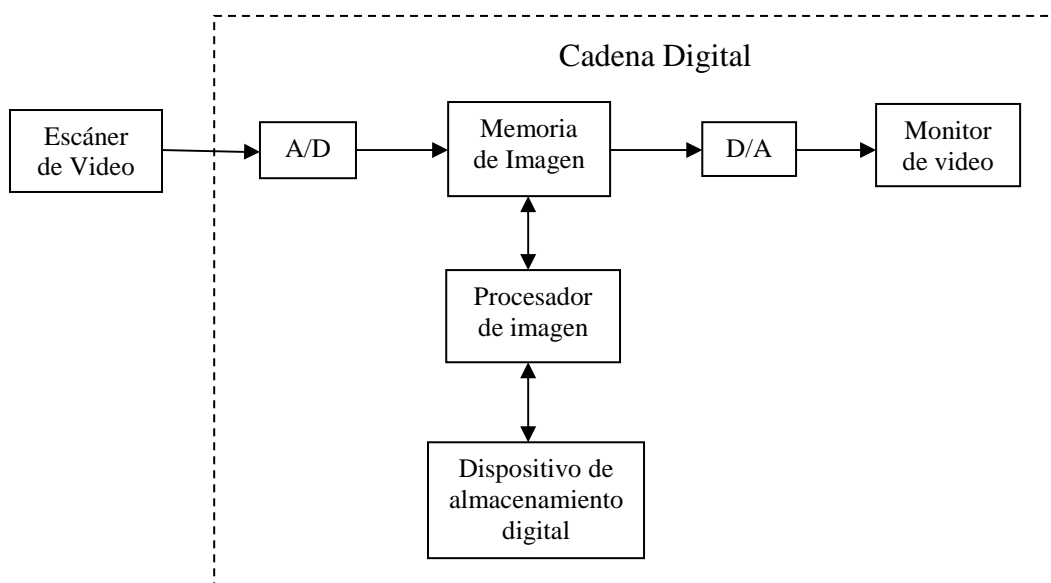 Cadena Digital
Escáner
de Video
A/D
Memoria
de Imagen
D/A
Monitor
de video
Procesador
de imagen
Dispositivo de
almacenamiento
digital